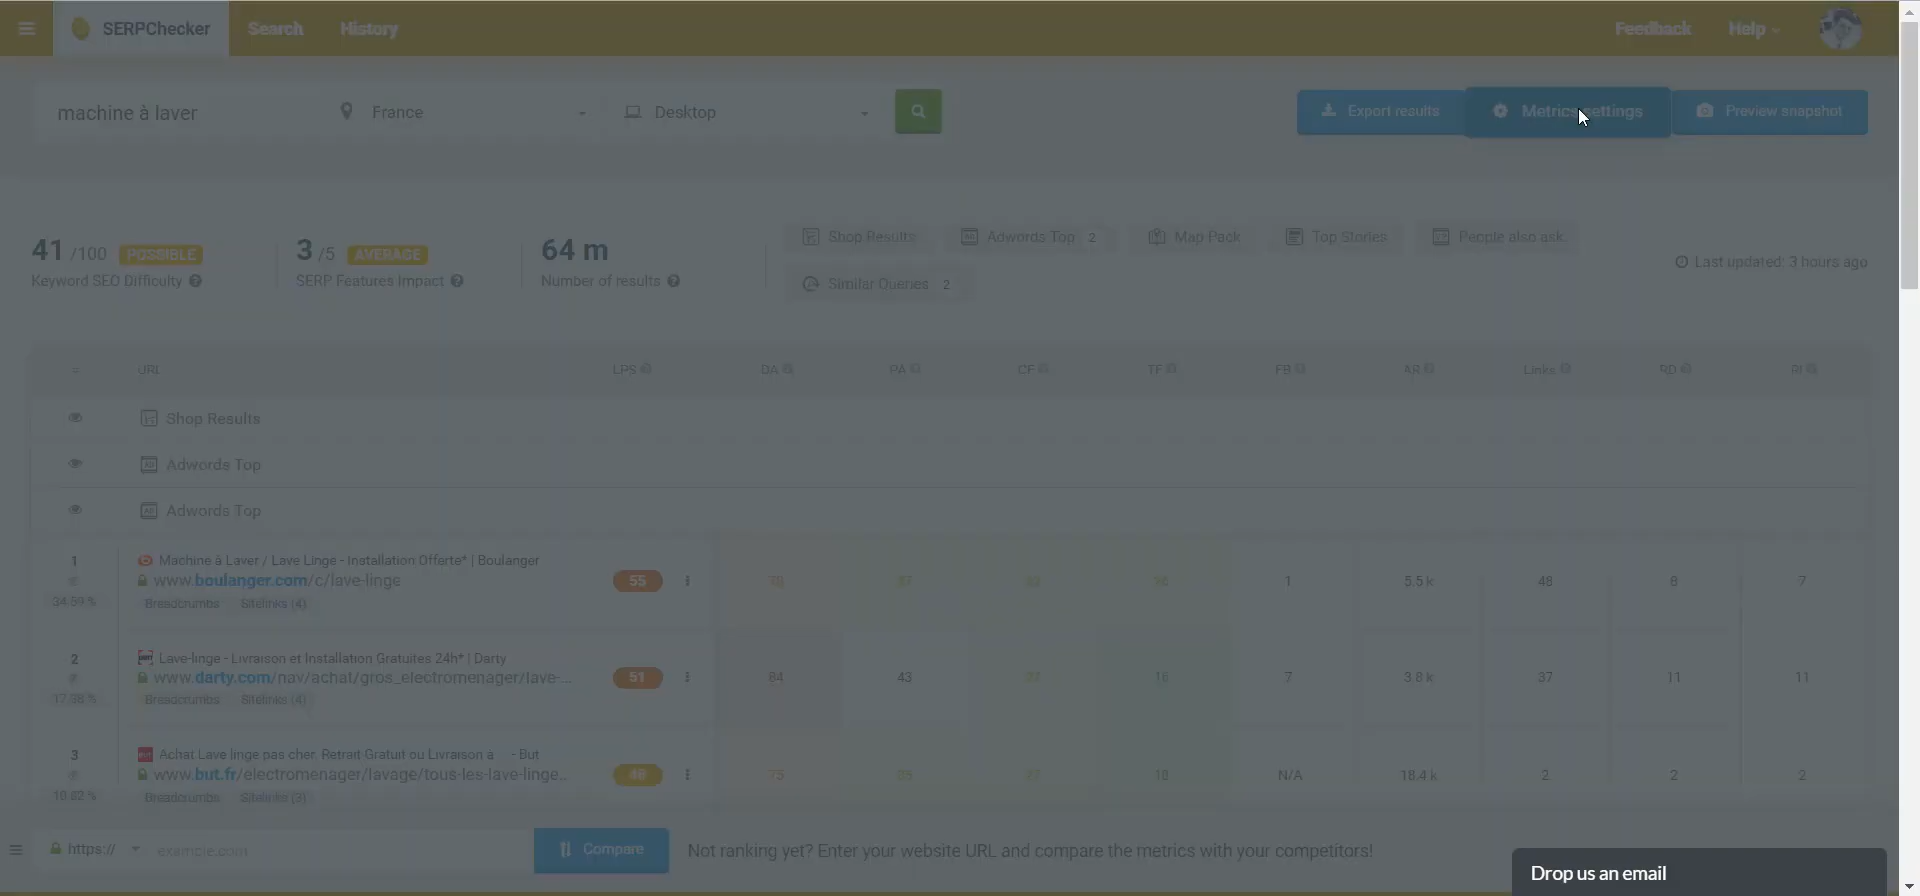 SERPChecker Search History Feedback Help
machine à laver France Desktop Export results Metrics settings Preview snapshot
41 /100 POSSIBLE 3 /5 AVERAGE 64 m
Keyword SEO Difficulty SERP Features Impact Number of results
Shop Results Adwords Top 2 Map Pack Top Stories People also ask
Similar Queries 2
Last updated: 3 hours ago
URL LPS DA PA CF TF FB AR Links RD RI
Shop Results
Adwords Top
Adwords Top
1 Machine à Laver / Lave Linge - Installation Offerte* | Boulanger
www.boulanger.com/c/lave-linge 55 1 5.5 k 48 8 7
34.59 % Breadcrumbs Sitelinks (4)
2 Lave-linge - Livraison et Installation Gratuites 24h* | Darty
www.darty.com/nav/achat/gros_electromenager/lave-... 51 84 43 16 7 3.8 k 37 11 11
Breadcrumbs Sitelinks (4)
3 Achat Lave linge pas cher, Retrait Gratuit ou Livraison a ... - But
www.but.fr/electromenager/lavage/tous-les-lave-linge... 75 18 N/A 18.4 k 2 2 2
Breadcrumbs Sitelinks (3)
https:// example.com Compare Not ranking yet? Enter your website URL and compare the metrics with your competitors!
Drop us an email